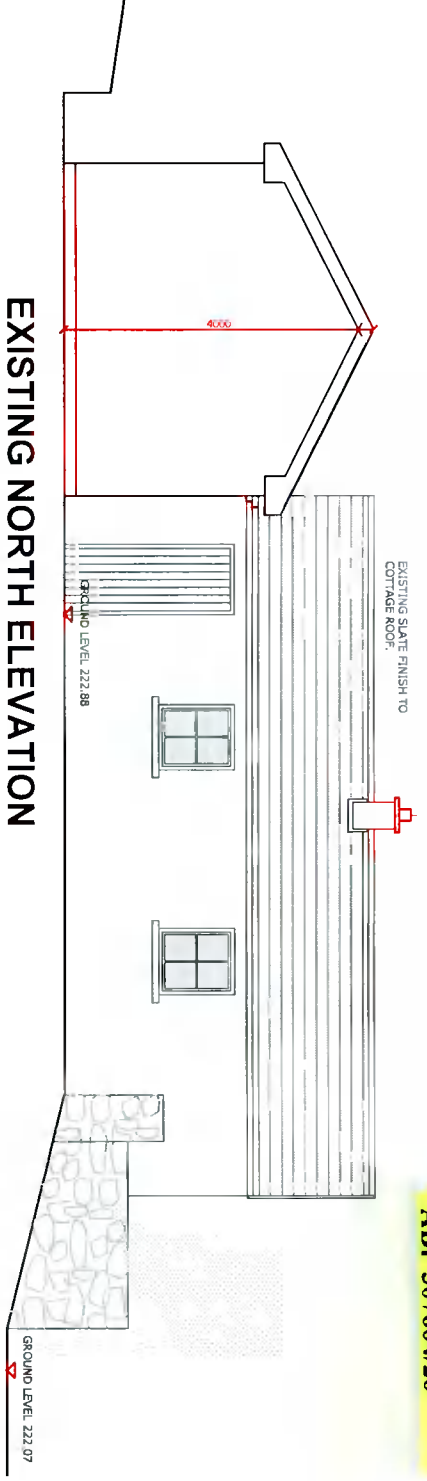 EXISTING SLATE FINISH TO
COTTAGE ROOF.
4000
GROUND LEVEL 222.88
GROUND LEVEL 222.07
EXISTING NORTH ELEVATION